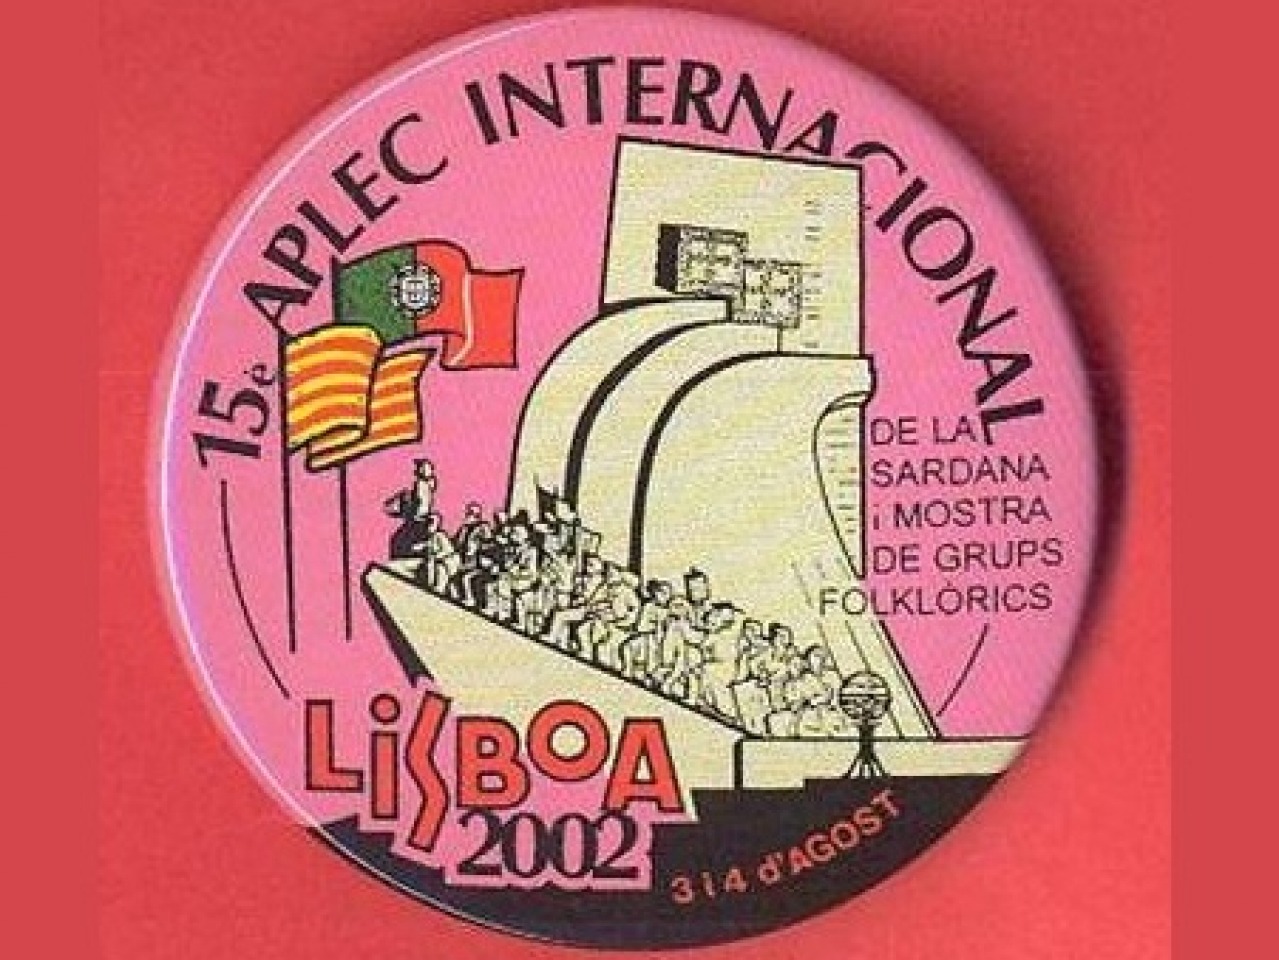 15è APLEC INTERNACIONAL
DE LA
SARDANA
i MOSTRA
DE GRUPS
FOLKLÒRICS
LiSBOA
2002
3 i 4 d'AGOST